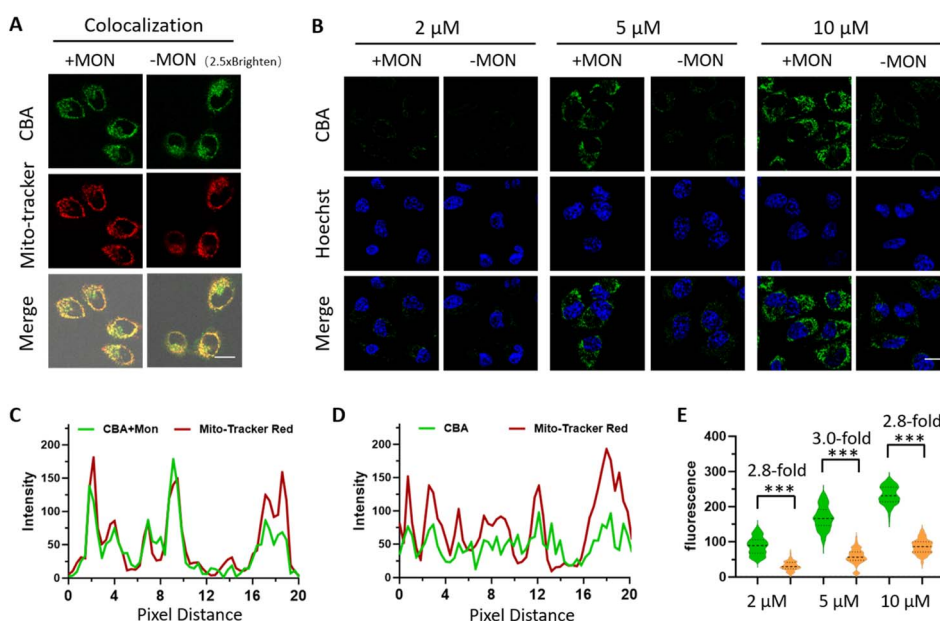 A
Colocalization
+MON -MON (2.5xBrighten)
CBA
Mito-tracker
Merge
B
2 µM 5 µM 10 µM
+MON -MON +MON -MON +MON -MON
CBA
Hoechst
Merge
C
CBA+Mon Mito-Tracker Red
Intensity
250
200
150
100
50
0
0 4 8 12 16 20
Pixel Distance
D
CBA Mito-Tracker Red
Intensity
250
200
150
100
50
0
0 4 8 12 16 20
Pixel Distance
E
2.8-fold
3.0-fold
2.8-fold
*** *** ***
fluorescence
400
300
200
100
0
2 µM 5 µM 10 µM